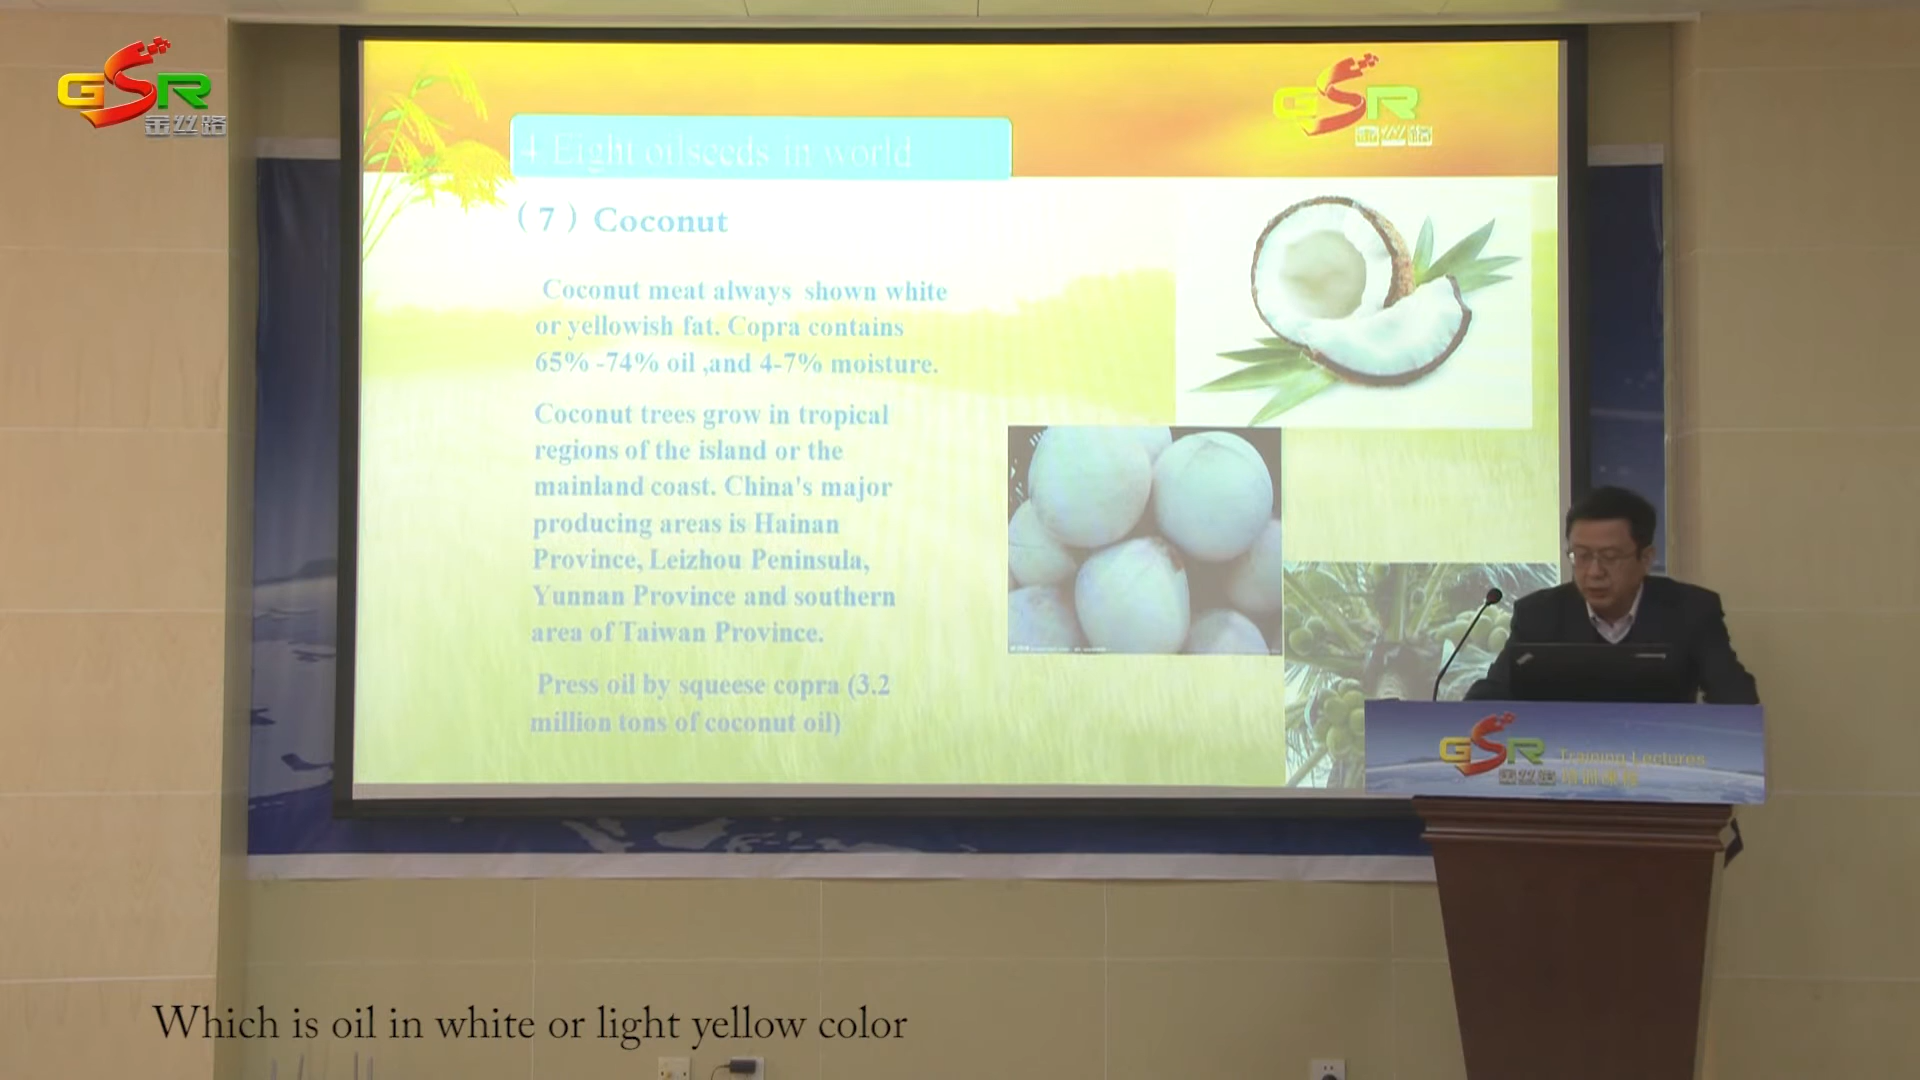 GSR
金丝路
GSR
金丝路
4 Eight oilseeds in world
（7）Coconut
Coconut meat always shown white
or yellowish fat. Copra contains
65% -74% oil ,and 4-7% moisture.
Coconut trees grow in tropical
regions of the island or the
mainland coast. China's major
producing areas is Hainan
Province, Leizhou Peninsula,
Yunnan Province and southern
area of Taiwan Province.
Press oil by squeese copra (3.2
million tons of coconut oil)
GSR Training Lectures
金丝路 培训课程
Which is oil in white or light yellow color